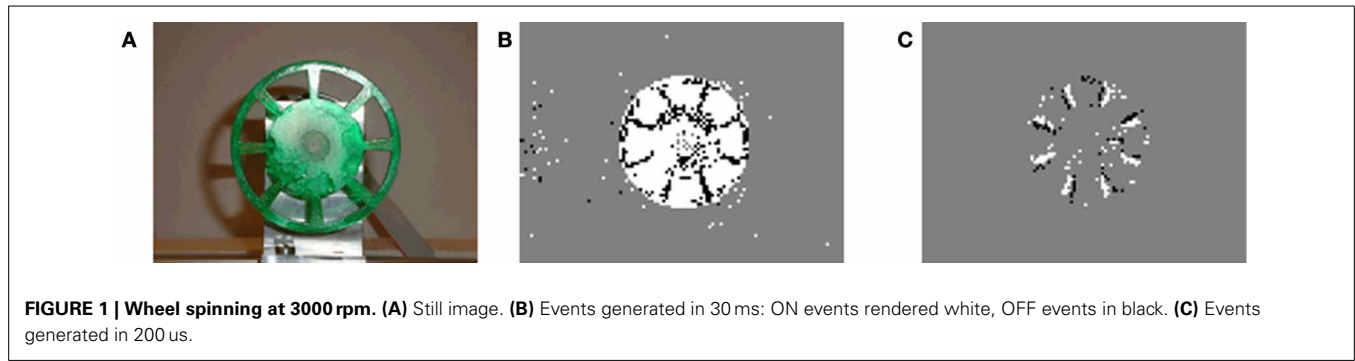 A
B
C
FIGURE 1 | Wheel spinning at 3000 rpm. (A) Still image. (B) Events generated in 30 ms: ON events rendered white, OFF events in black. (C) Events
generated in 200 us.